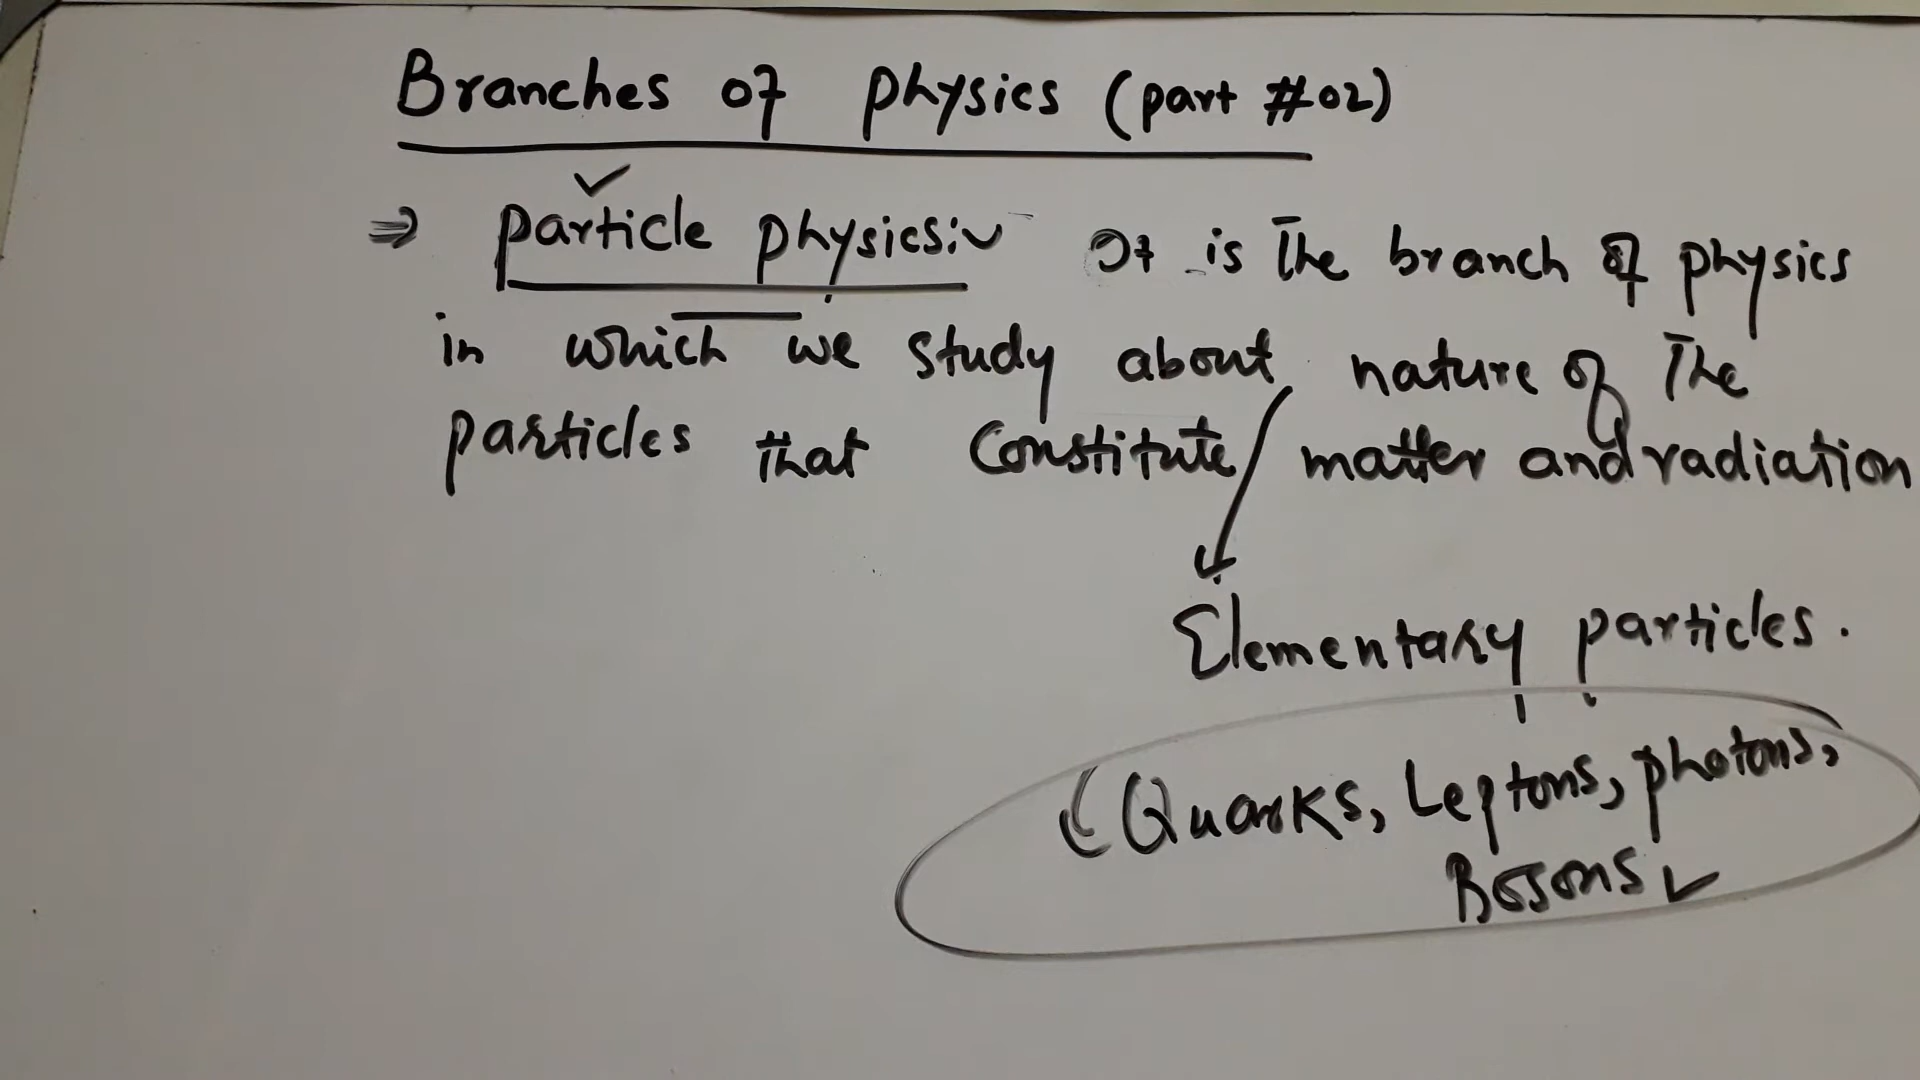 Branches of physics (part #02)
⇒ particle physics:~ It is The branch of physics
in which we study about nature of The
particles that constitute matter and radiation
Elementary particles.
(Quarks, Leptons, photons,
Bosons